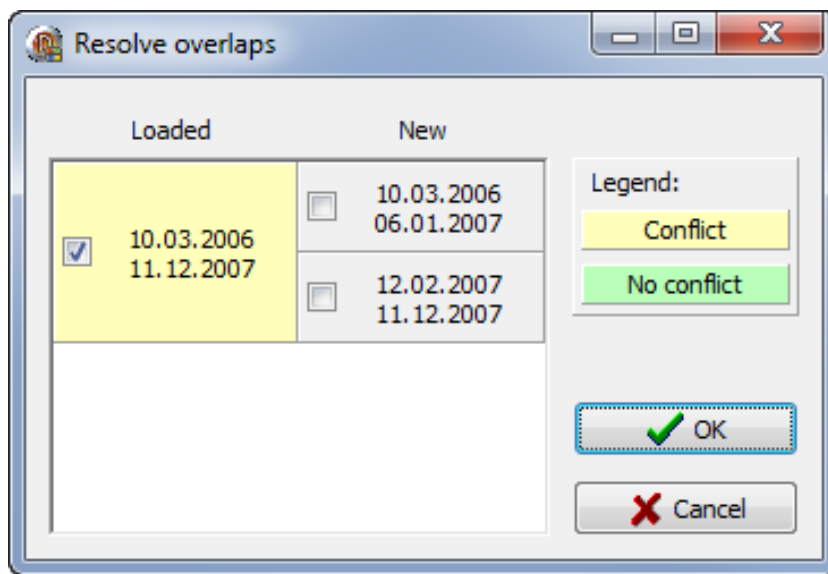 Resolve overlaps
Loaded
New
10.03.2006
11.12.2007
10.03.2006
06.01.2007
12.02.2007
11.12.2007
Legend:
Conflict
No conflict
OK
Cancel